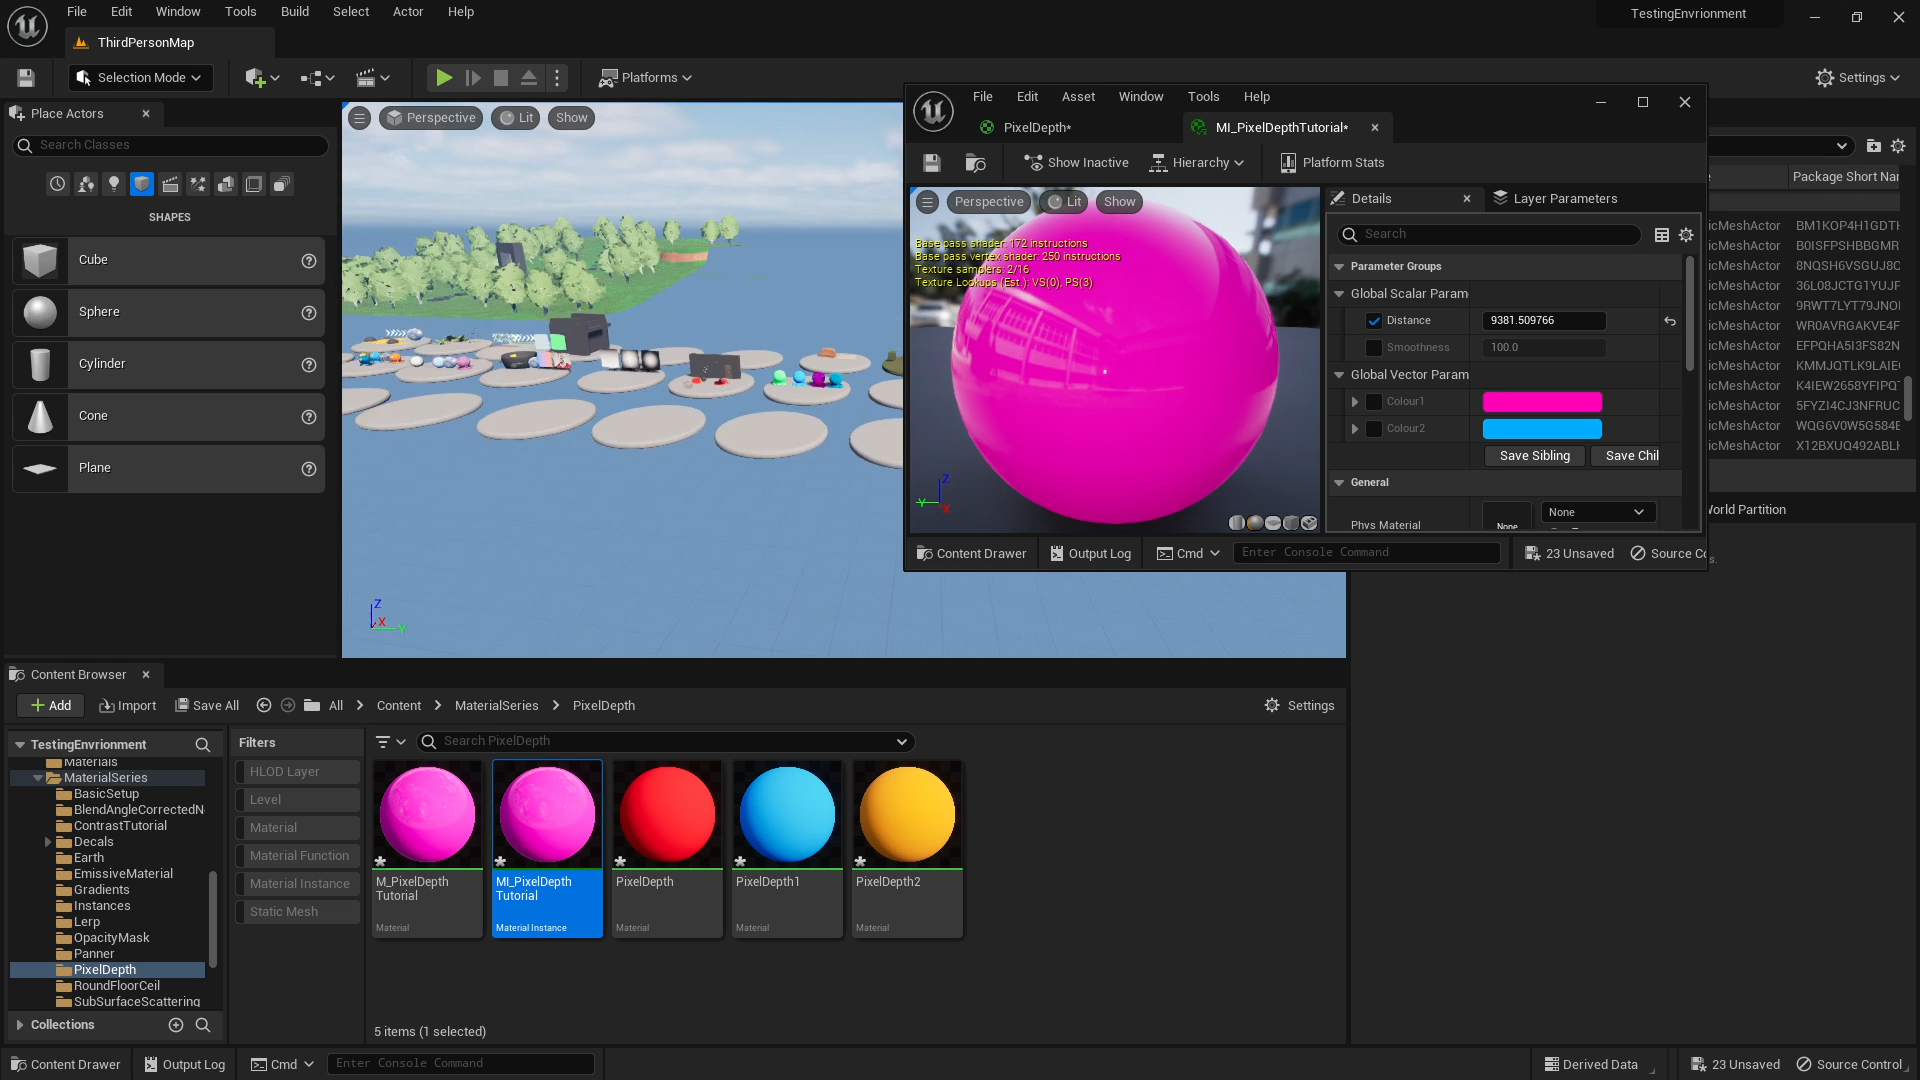 File Edit Window Tools Build Select Actor Help
TestingEnvrionment
ThirdPersonMap
Selection Mode
Platforms
Settings
Place Actors
Search Classes
SHAPES
Cube
Sphere
Cylinder
Cone
Plane
Perspective Lit Show
File Edit Asset Window Tools Help
PixelDepth*
MI_PixelDepthTutorial*
Show Inactive Hierarchy Platform Stats
Perspective Lit Show
Base pass shader: 172 instructions
Base pass vertex shader: 250 instructions
Texture samplers: 2/16
Texture Lookups (Est.): VS(0), PS(3)
Details
Layer Parameters
Search
Parameter Groups
Global Scalar Param
Distance 9381.509766
Smoothness 100.0
Global Vector Param
Colour1
Colour2
Save Sibling Save Chil
General
Phys Material None None
Content Drawer Output Log Cmd Enter Console Command 23 Unsaved Source Co
Package Short Nar
icMeshActor BM1KOP4H1GDTH
icMeshActor B0ISFPSHBBGMR
icMeshActor 8NQSH6VSGUJ8C
icMeshActor 36L08JCTG1YUJF
icMeshActor 9RWT7LYT79JNOI
icMeshActor WR0AVRGAKVE4F
icMeshActor EFPQHA5I3FS82N
icMeshActor KMMJQTLK9LAIE
icMeshActor K4IEW2658YFIPQ
icMeshActor 5FYZI4CJ3NFRUC
icMeshActor WQG6V0W5G584E
icMeshActor X12BXUQ492ABLH
orld Partition
s.
X
Y
Z
Content Browser
Add Import Save All All Content MaterialSeries PixelDepth Settings
TestingEnvrionment
Materials
MaterialSeries
BasicSetup
BlendAngleCorrectedN
ContrastTutorial
Decals
Earth
EmissiveMaterial
Gradients
Instances
Lerp
OpacityMask
Panner
PixelDepth
RoundFloorCeil
SubSurfaceScattering
Collections
Filters
HLOD Layer
Level
Material
Material Function
Material Instance
Static Mesh
Search PixelDepth
M_PixelDepth
Tutorial
Material
MI_PixelDepth
Tutorial
Material Instance
PixelDepth
Material
PixelDepth1
Material
PixelDepth2
Material
5 items (1 selected)
Content Drawer Output Log Cmd Enter Console Command Derived Data 23 Unsaved Source Control